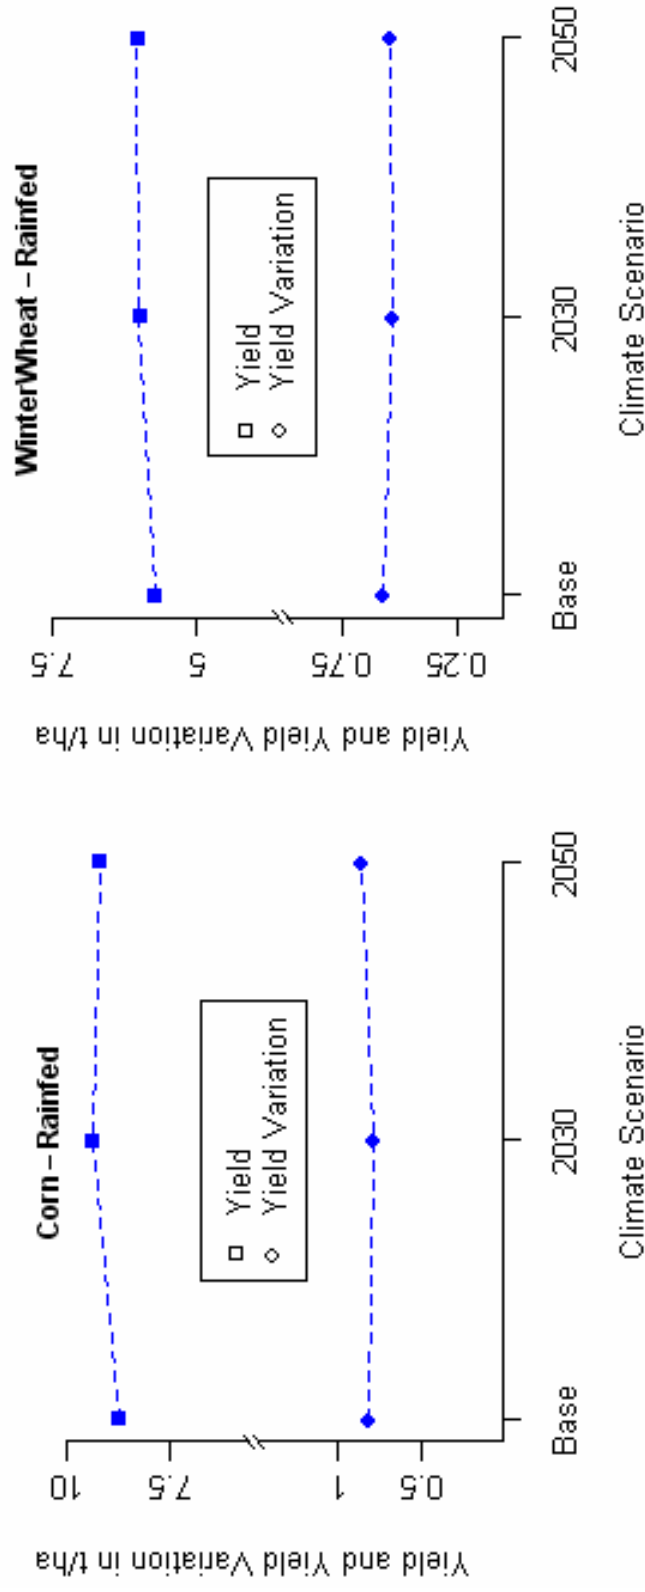 Corn – Rainfed
Yield and Yield Variation in t/ha
10
7.5
1
0.5
Yield
Yield Variation
Base
2030
2050
Climate Scenario
WinterWheat – Rainfed
Yield and Yield Variation in t/ha
7.5
5
0.75
0.25
Yield
Yield Variation
Base
2030
2050
Climate Scenario